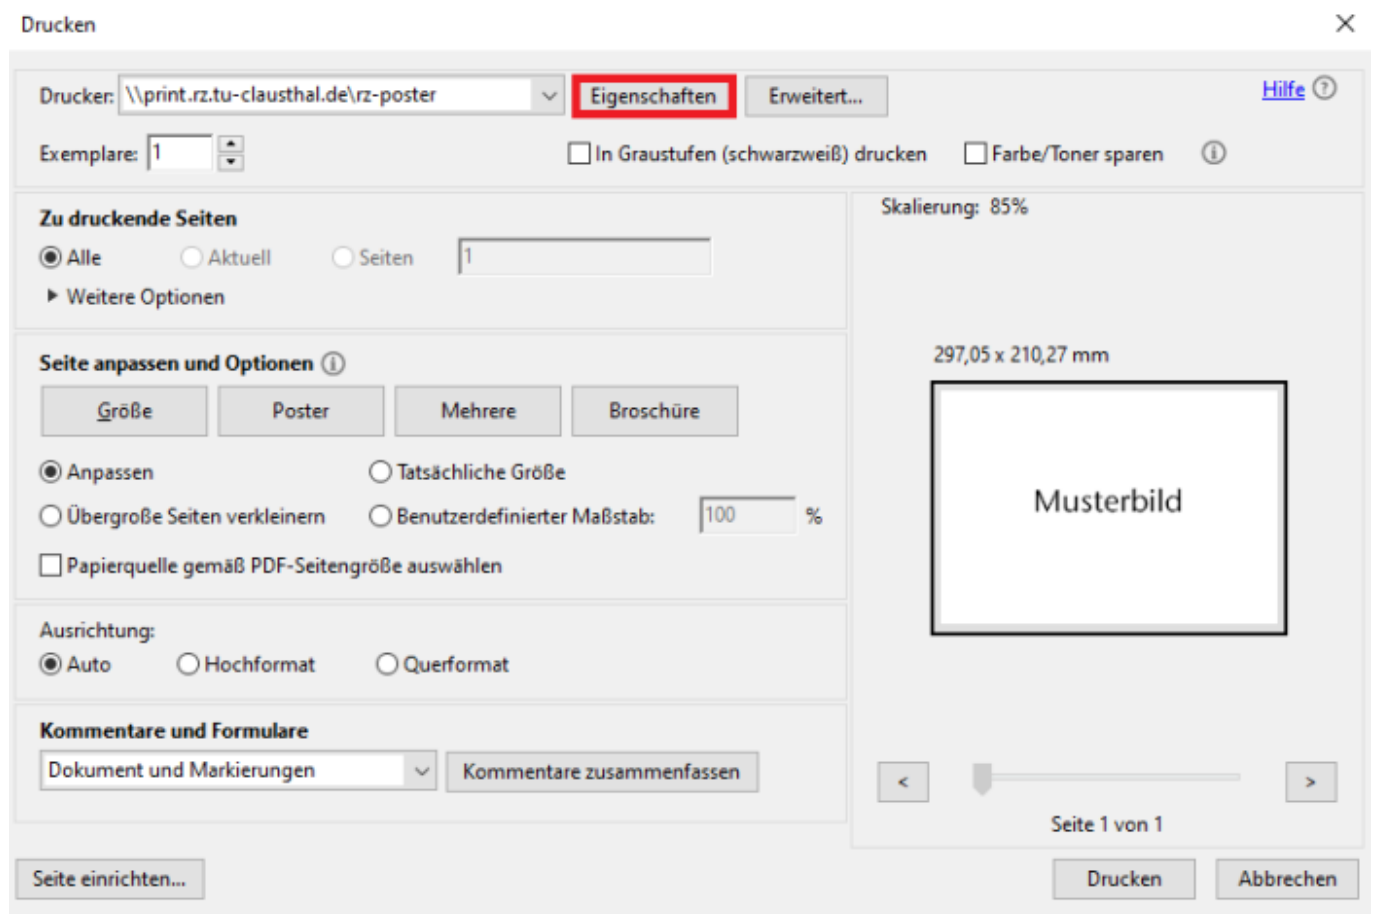 Drucken
Drucker: \\print.rz.tu-clausthal.de\rz-poster Eigenschaften Erweitert... Hilfe
Exemplare: 1 In Graustufen (schwarzweiß) drucken Farbe/Toner sparen
Zu druckende Seiten
Alle Aktuell Seiten 1
Weitere Optionen
Seite anpassen und Optionen
Größe Poster Mehrere Broschüre
Anpassen Tatsächliche Größe
Übergroße Seiten verkleinern Benutzerdefinierter Maßstab: 100 %
Papierquelle gemäß PDF-Seitengröße auswählen
Ausrichtung:
Auto Hochformat Querformat
Kommentare und Formulare
Dokument und Markierungen Kommentare zusammenfassen
Skalierung: 85%
297,05 x 210,27 mm
Musterbild
< >
Seite 1 von 1
Seite einrichten... Drucken Abbrechen